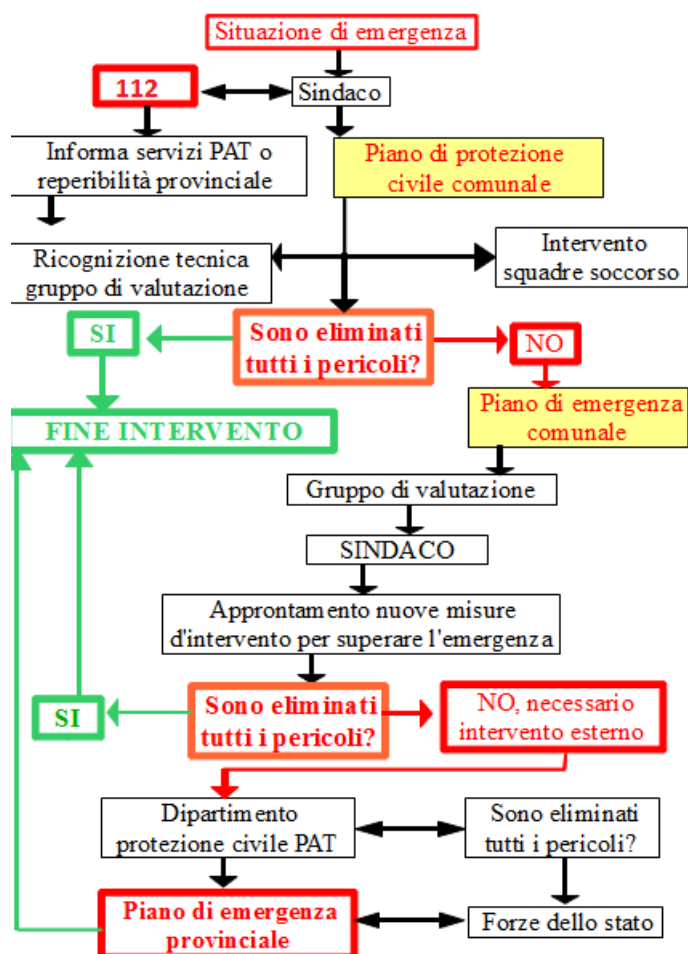 Situazione di emergenza
112
Sindaco
Informa servizi PAT o
reperibilità provinciale
Piano di protezione
civile comunale
Ricognizione tecnica
gruppo di valutazione
Intervento
squadre soccorso
SI
Sono eliminati
tutti i pericoli?
NO
FINE INTERVENTO
Piano di emergenza
comunale
Gruppo di valutazione
SINDACO
Approntamento nuove misure
d'intervento per superare l'emergenza
SI
Sono eliminati
tutti i pericoli?
NO, necessario
intervento esterno
Dipartimento
protezione civile PAT
Sono eliminati
tutti i pericoli?
Piano di emergenza
provinciale
Forze dello stato